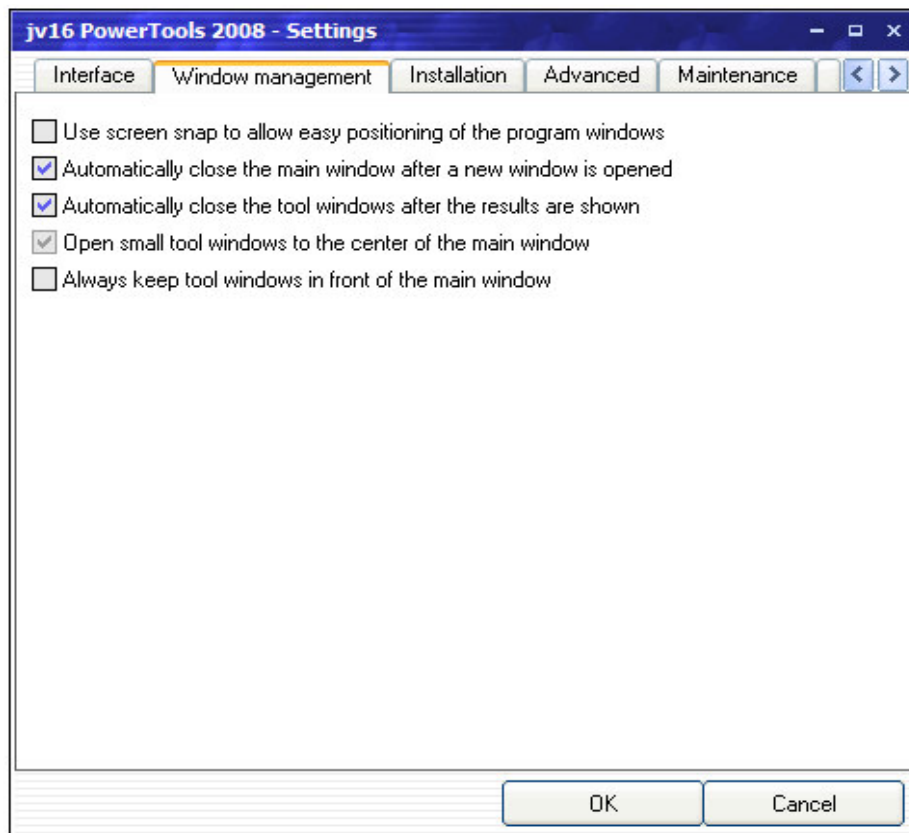 jv16 PowerTools 2008 - Settings
Interface Window management Installation Advanced Maintenance
Use screen snap to allow easy positioning of the program windows
Automatically close the main window after a new window is opened
Automatically close the tool windows after the results are shown
Open small tool windows to the center of the main window
Always keep tool windows in front of the main window
OK Cancel